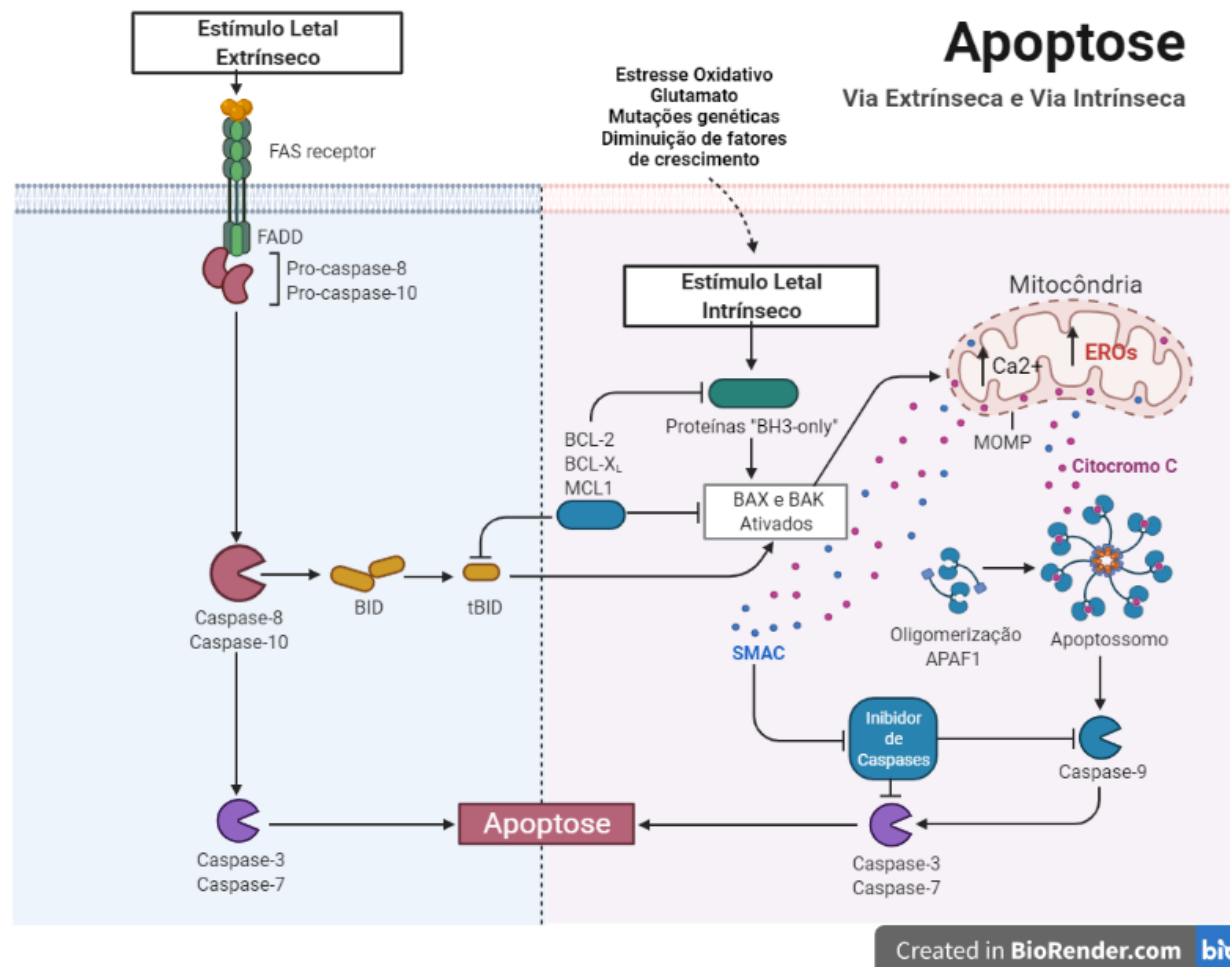 Apoptose
Via Extrínseca e Via Intrínseca
Estímulo Letal
Extrínseco
FAS receptor
FADD
Pro-caspase-8
Pro-caspase-10
Caspase-8
Caspase-10
BID
tBID
Caspase-3
Caspase-7
Apoptose
Estresse Oxidativo
Glutamato
Mutações genéticas
Diminuição de fatores
de crescimento
Estímulo Letal
Intrínseco
Proteínas "BH3-only"
BCL-2
BCL-XL
MCL1
BAX e BAK
Ativados
Mitocôndria
Ca2+
EROs
MOMP
Citocromo C
SMAC
Oligomerização
APAF1
Apoptossomo
Inibidor
de
Caspases
Caspase-9
Caspase-3
Caspase-7
Created in BioRender.com